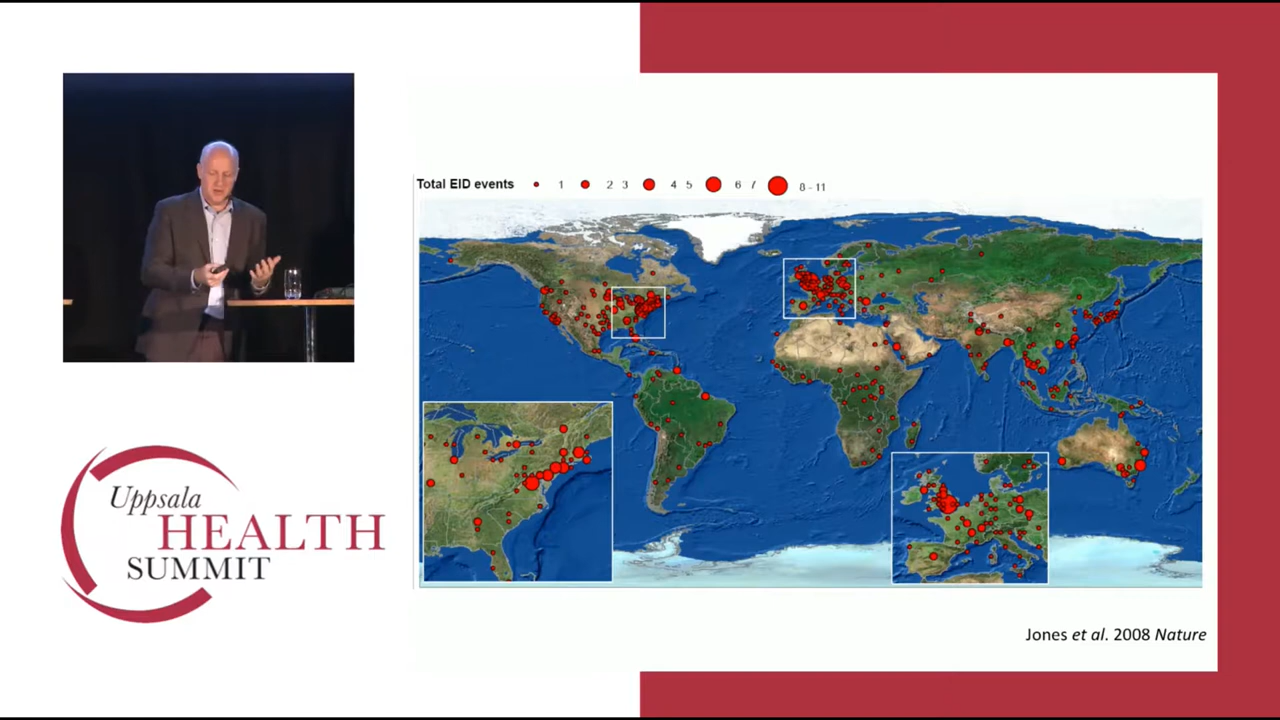 Total EID events 1 2 3 4 5 6 7 8 - 11
Uppsala
HEALTH
SUMMIT
Jones et al. 2008 Nature